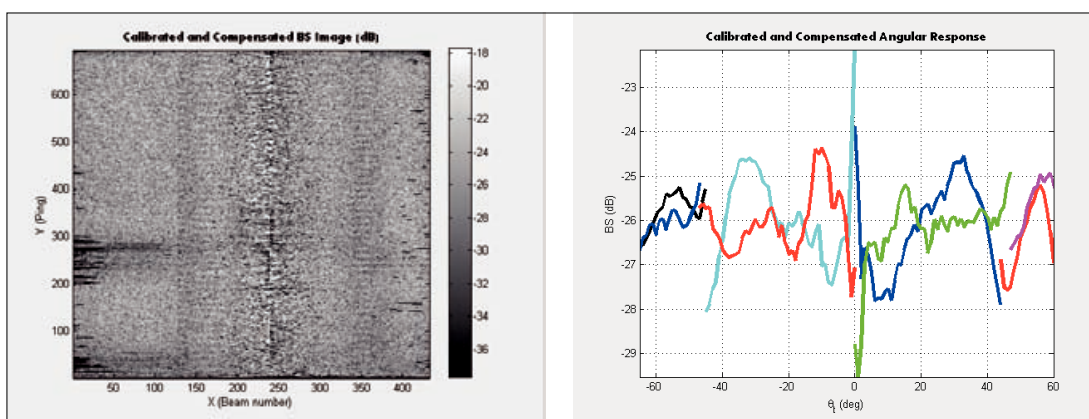 Calibrated and Compensated BS Image (dB)
Y (Ping)
600
500
400
300
200
100
50 100 150 200 250 300 350 400
X (Beam number)
-18
-20
-22
-24
-26
-28
-30
-32
-34
-36
Calibrated and Compensated Angular Response
BS (dB)
-23
-24
-25
-26
-27
-28
-29
-60 -40 -20 0 20 40 60
θt (deg)